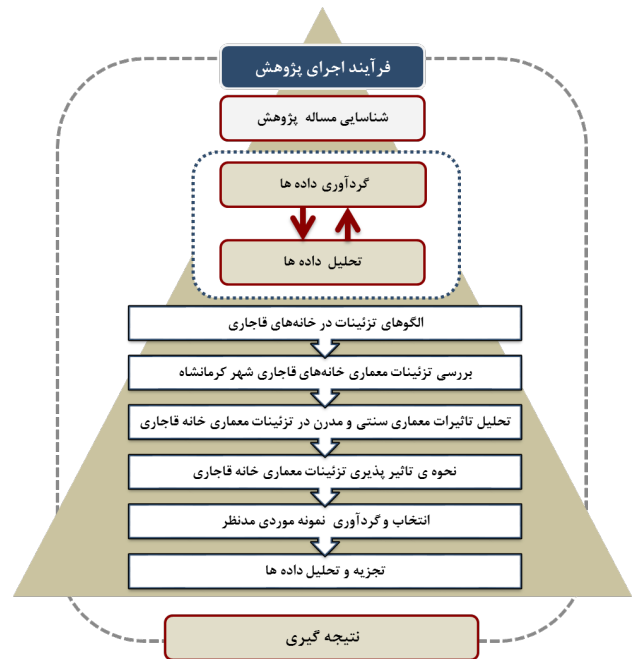 فرآیند اجرای پژوهش
شناسایی مساله پژوهش
گردآوری داده ها
تحلیل داده ها
الگوهای تزئینات در خانه‌های قاجاری
بررسی تزئینات معماری خانه‌های قاجاری شهر کرمانشاه
تحلیل تاثیرات معماری سنتی و مدرن در تزئینات معماری خانه قاجاری
نحوه ی تاثیر پذیری تزئینات معماری خانه قاجاری
انتخاب و گردآوری نمونه موردی مدنظر
تجزیه و تحلیل داده ها
نتیجه گیری